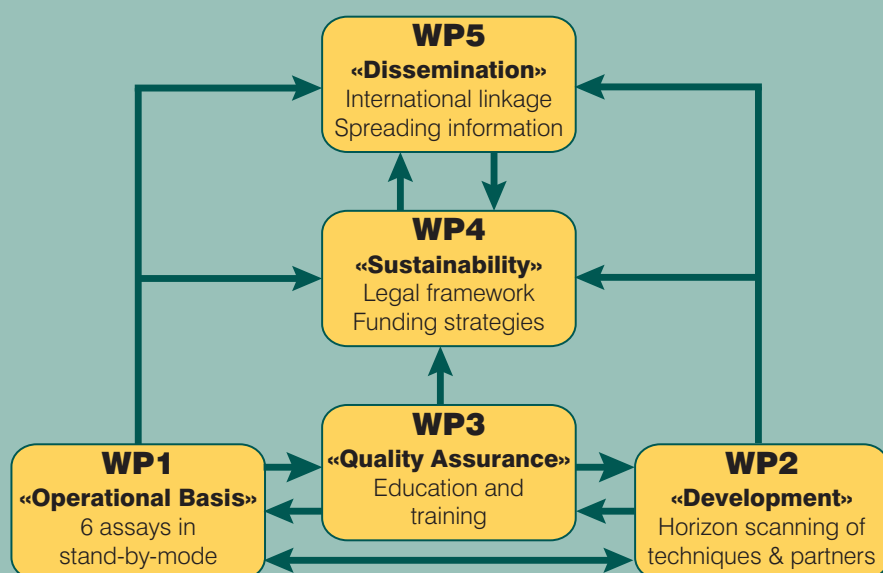 WP5
«Dissemination»
International linkage
Spreading information
WP4
«Sustainability»
Legal framework
Funding strategies
WP3
«Quality Assurance»
Education and
training
WP1
«Operational Basis»
6 assays in
stand-by-mode
WP2
«Development»
Horizon scanning of
techniques & partners